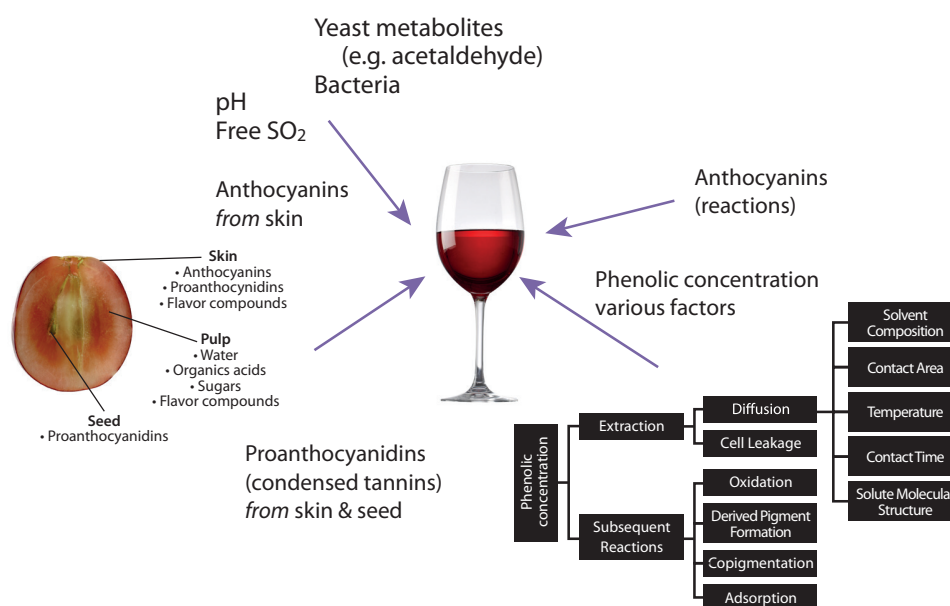 Yeast metabolites
(e.g. acetaldehyde)
Bacteria
pH
Free SO₂
Anthocyanins
from skin
Anthocyanins
(reactions)
Skin
• Anthocyanins
• Proanthocynidins
• Flavor compounds
Pulp
• Water
• Organics acids
• Sugars
• Flavor compounds
Seed
• Proanthocyanidins
Proanthocyanidins
(condensed tannins)
from skin & seed
Phenolic concentration
various factors
Phenolic
concentration
Extraction
Diffusion
Cell Leakage
Solvent
Composition
Contact Area
Temperature
Contact Time
Solute Molecular
Structure
Subsequent
Reactions
Oxidation
Derived Pigment
Formation
Copigmentation
Adsorption